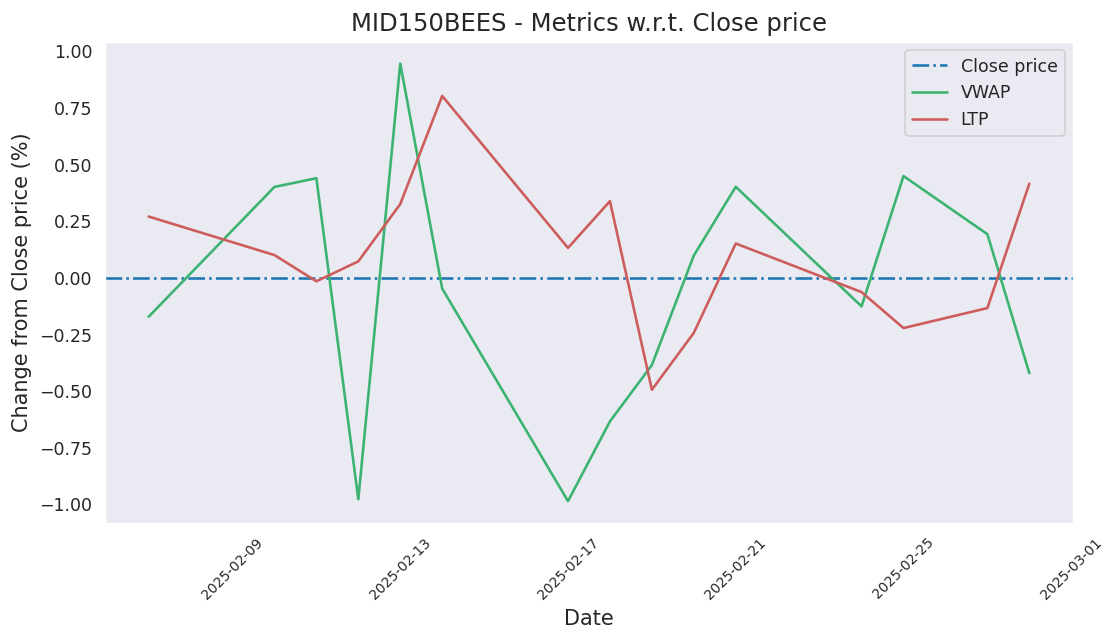 MID150BEES - Metrics w.r.t. Close price
Close price
VWAP
LTP
Change from Close price (%)
1.00
0.75
0.50
0.25
0.00
−0.25
−0.50
−0.75
−1.00
2025-02-09
2025-02-13
2025-02-17
2025-02-21
2025-02-25
2025-03-01
Date